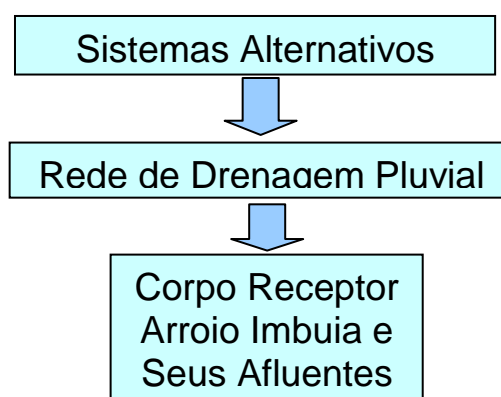 Sistemas Alternativos
Rede de Drenagem Pluvial
Corpo Receptor
Arroio Imbuia e
Seus Afluentes